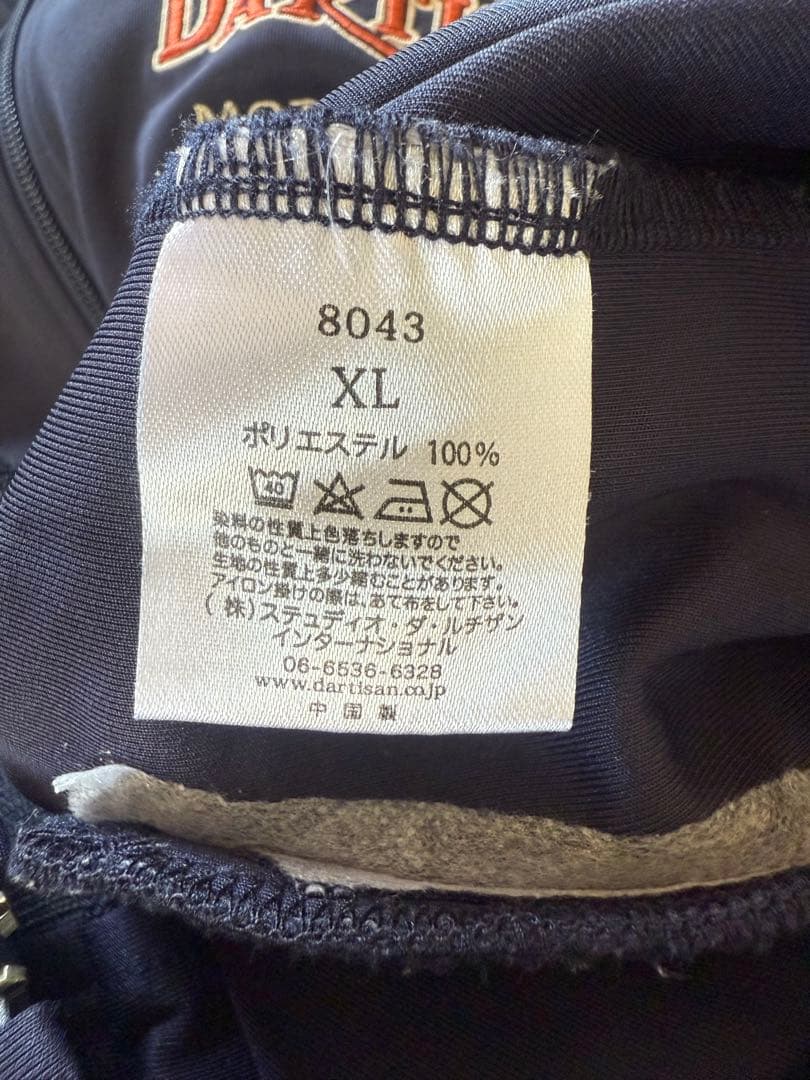 8043
XL
ポリエステル 100%
40
染料の性質上色落ちしますので
他のものと一緒に洗わないでください。
生地の性質上多少縮むことがあります。
アイロン掛けの際は、あて布をして下さい。
(株)ステュディオ・ダ・ルチザン
インターナショナル
06-6536-6328
www.dartisan.co.jp
中国製